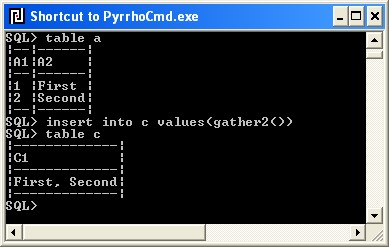 Shortcut to PyrrhoCmd.exe
SQL> table a
|--|------|
|A1|A2    |
|--|------|
|1 |First |
|2 |Second|
|--|------|
SQL> insert into c values(gather2())
SQL> table c
|-------------|
|C1           |
|-------------|
|First, Second|
|-------------|
SQL>